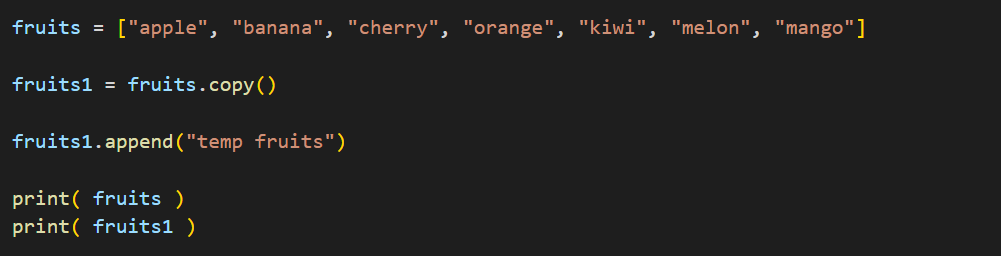 fruits = ["apple", "banana", "cherry", "orange", "kiwi", "melon", "mango"]
fruits1 = fruits.copy()
fruits1.append("temp fruits")
print( fruits )
print( fruits1 )